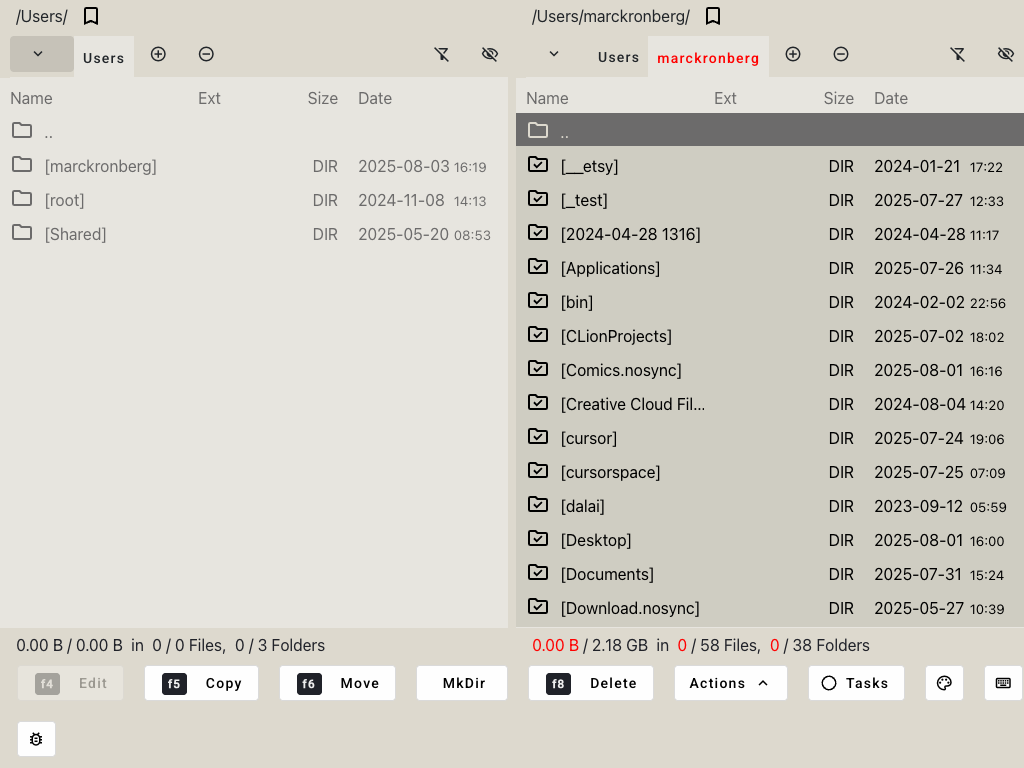 /Users/
Users
Name Ext Size Date
..
[marckronberg] DIR 2025-08-03 16:19
[root] DIR 2024-11-08 14:13
[Shared] DIR 2025-05-20 08:53
0.00 B / 0.00 B in 0 / 0 Files, 0 / 3 Folders
/Users/marckronberg/
Users marckronberg
Name Ext Size Date
..
[__etsy] DIR 2024-01-21 17:22
[_test] DIR 2025-07-27 12:33
[2024-04-28 1316] DIR 2024-04-28 11:17
[Applications] DIR 2025-07-26 11:34
[bin] DIR 2024-02-02 22:56
[CLionProjects] DIR 2025-07-02 18:02
[Comics.nosync] DIR 2025-08-01 16:16
[Creative Cloud Fil... DIR 2024-08-04 14:20
[cursor] DIR 2025-07-24 19:06
[cursorspace] DIR 2025-07-25 07:09
[dalai] DIR 2023-09-12 05:59
[Desktop] DIR 2025-08-01 16:00
[Documents] DIR 2025-07-31 15:24
[Download.nosync] DIR 2025-05-27 10:39
0.00 B / 2.18 GB in 0 / 58 Files, 0 / 38 Folders
f4 Edit f5 Copy f6 Move MkDir f8 Delete Actions Tasks